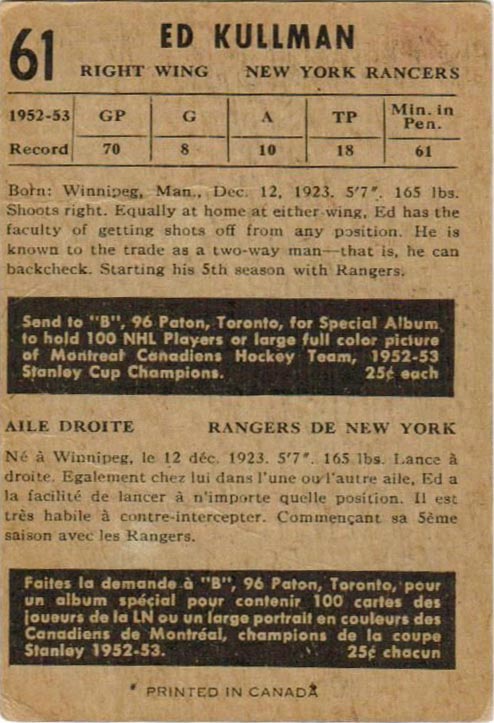 61 ED KULLMAN
RIGHT WING NEW YORK RANGERS
1952-53 GP G A TP Min. in Pen.
Record 70 8 10 18 61
Born: Winnipeg, Man., Dec. 12, 1923. 5'7". 165 lbs.
Shoots right. Equally at home at either wing, Ed has the
faculty of getting shots off from any position. He is
known to the trade as a two-way man—that is, he can
backcheck. Starting his 5th season with Rangers.
Send to "B", 96 Paton, Toronto, for Special Album
to hold 100 NHL Players or large full color picture
of Montreal Canadiens Hockey Team, 1952-53
Stanley Cup Champions. 25¢ each
AILE DROITE RANGERS DE NEW YORK
Né à Winnipeg, le 12 déc. 1923. 5'7". 165 lbs. Lance à
droite. Egalement chez lui dans l'une ou l'autre aile, Ed a
la facilité de lancer à n'importe quelle position. Il est
très habile à contre-intercepter. Commençant sa 5ème
saison avec les Rangers.
Faites la demande à "B", 96 Paton, Toronto, pour
un album spécial pour contenir 100 cartes des
joueurs de la LN ou un large portrait en couleurs des
Canadiens de Montréal, champions de la coupe
Stanley 1952-53. 25¢ chacun
* PRINTED IN CANADA